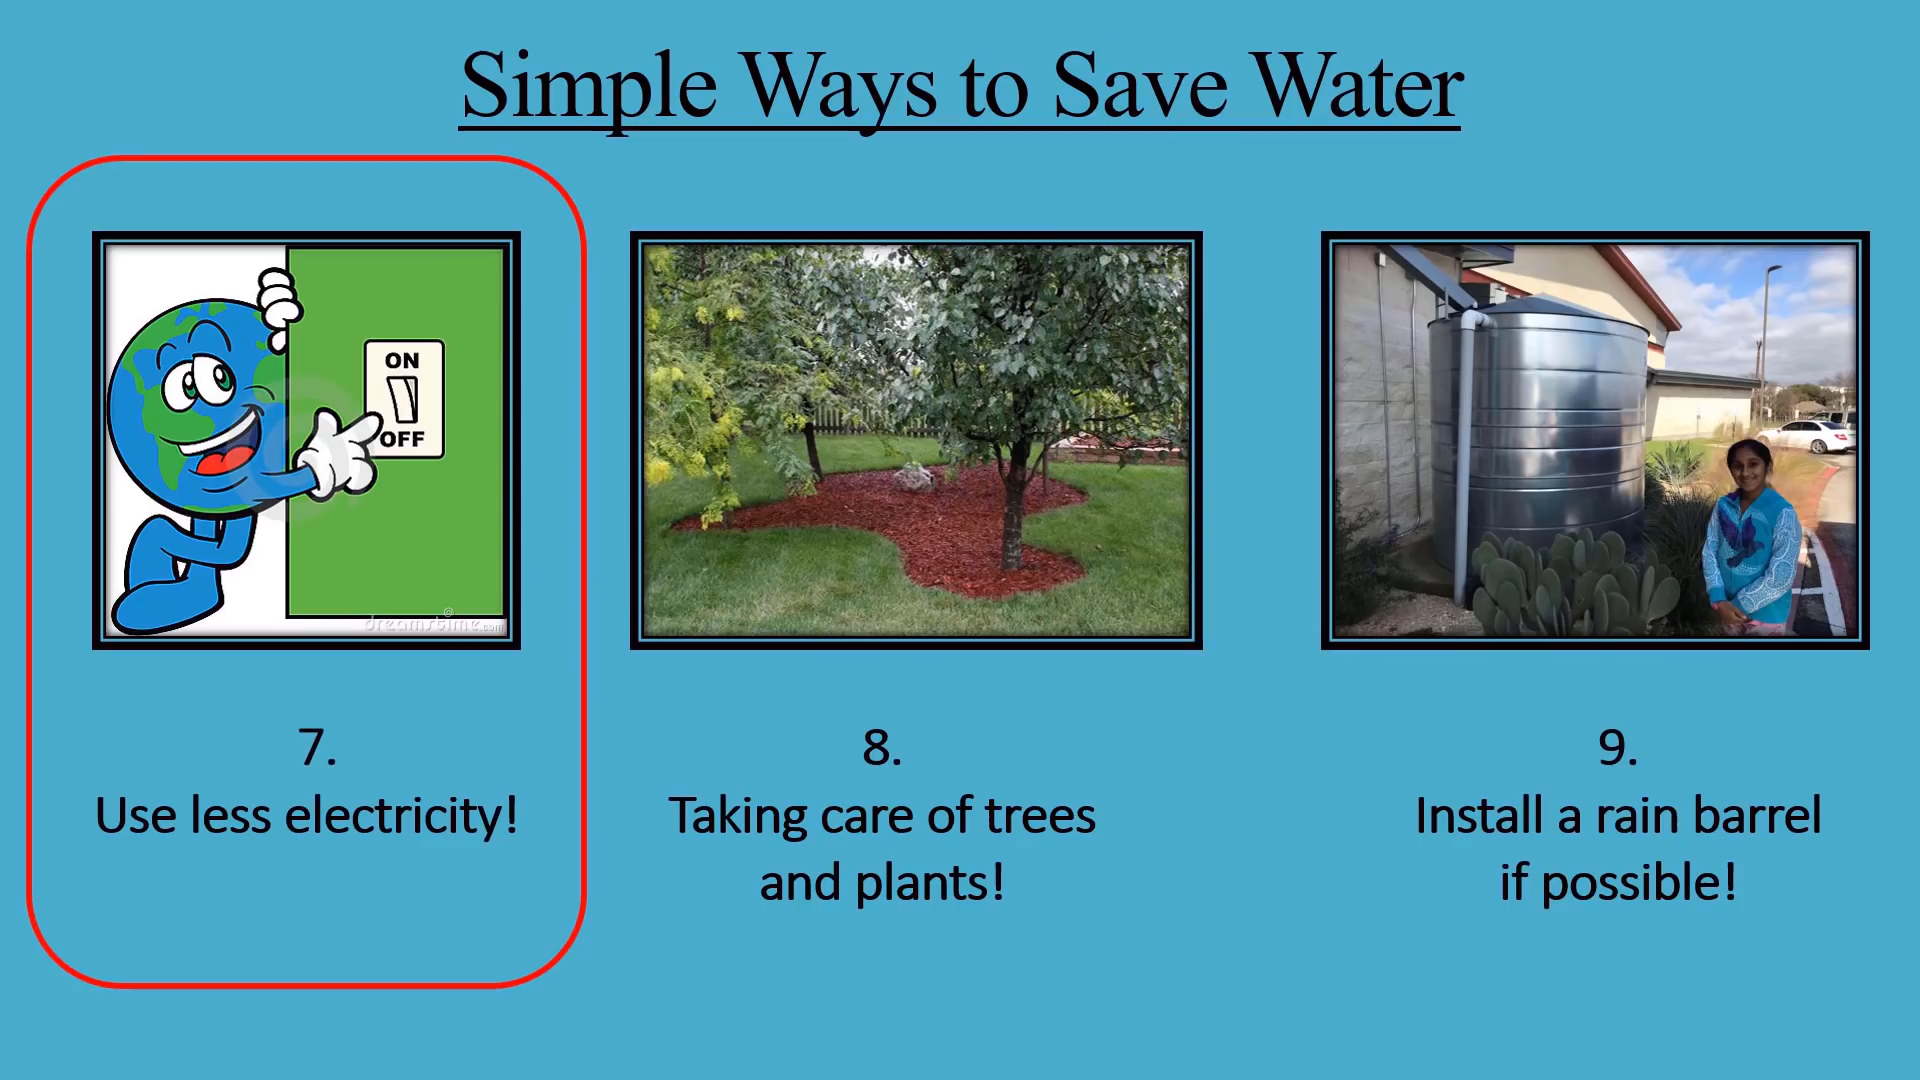 Simple Ways to Save Water
ON
OFF
dreamstime.com
7.
Use less electricity!
8.
Taking care of trees
and plants!
9.
Install a rain barrel
if possible!